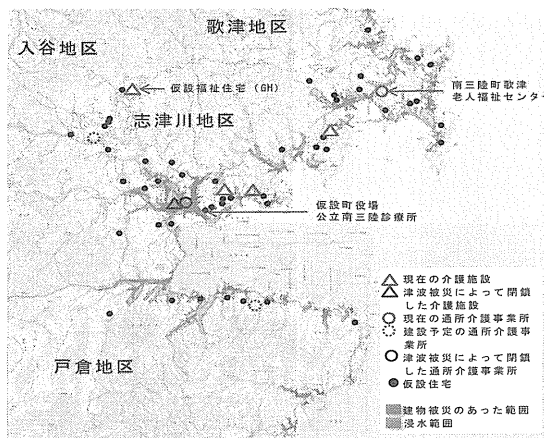 歌津地区
入谷地区
仮設福祉住宅 (GH)
南三陸町歌津
老人福祉センター
志津川地区
仮設町役場
公立南三陸診療所
現在の介護施設
津波被災によって閉鎖
した介護施設
現在の通所介護事業所
建設予定の通所介護事
業所
津波被災によって閉鎖
した通所介護事業所
仮設住宅
戸倉地区
建物被災のあった範囲
浸水範囲